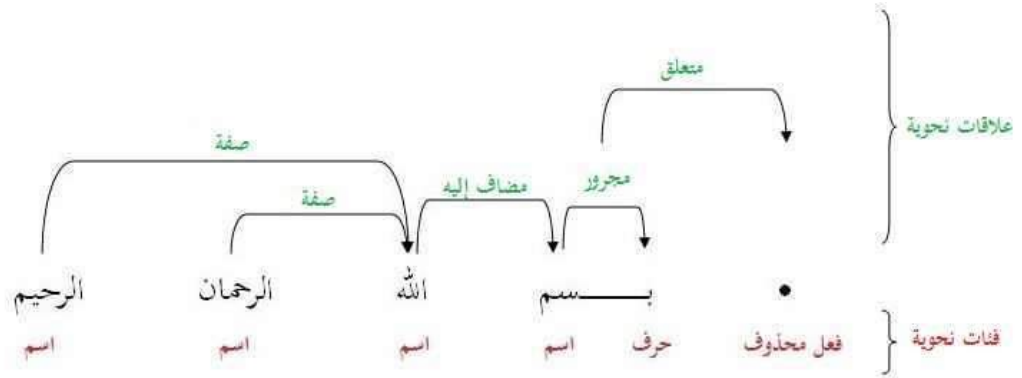 متعلق
علاقات نحوية
صفة
مجرور
مضاف إليه
صفة
• بـــــسم الله الرحمان الرحيم
فئات نحوية فعل محذوف حرف اسم اسم اسم اسم